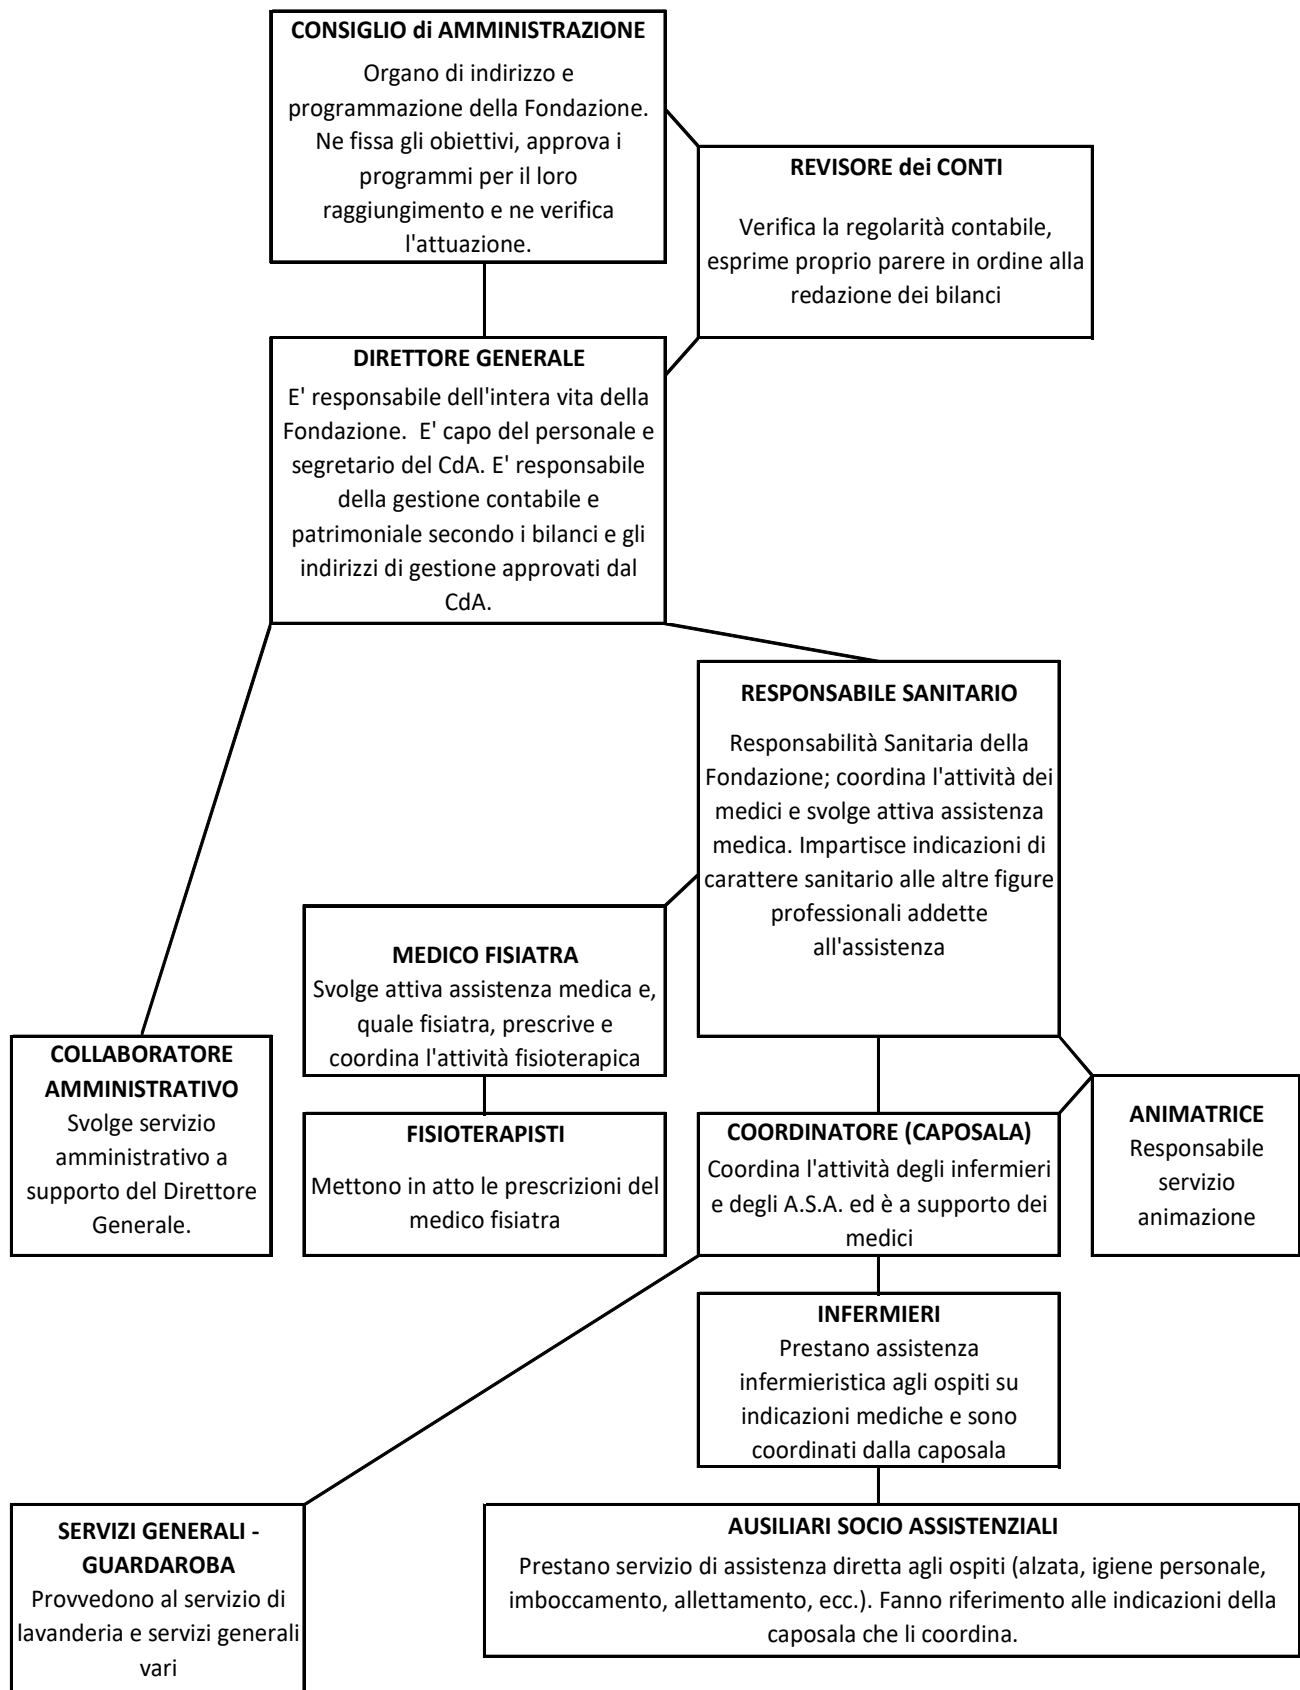 CONSIGLIO di AMMINISTRAZIONE
Organo di indirizzo e
programmazione della Fondazione.
Ne fissa gli obiettivi, approva i
programmi per il loro
raggiungimento e ne verifica
l'attuazione.
REVISORE dei CONTI
Verifica la regolarità contabile,
esprime proprio parere in ordine alla
redazione dei bilanci
DIRETTORE GENERALE
E' responsabile dell'intera vita della
Fondazione.  E' capo del personale e
segretario del CdA. E' responsabile
della gestione contabile e
patrimoniale secondo i bilanci e gli
indirizzi di gestione approvati dal
CdA.
RESPONSABILE SANITARIO
Responsabilità Sanitaria della
Fondazione; coordina l'attività dei
medici e svolge attiva assistenza
medica. Impartisce indicazioni di
carattere sanitario alle altre figure
professionali addette
all'assistenza
MEDICO FISIATRA
Svolge attiva assistenza medica e,
quale fisiatra, prescrive e
coordina l'attività fisioterapica
COLLABORATORE
AMMINISTRATIVO
Svolge servizio
amministrativo a
supporto del Direttore
Generale.
FISIOTERAPISTI
Mettono in atto le prescrizioni del
medico fisiatra
COORDINATORE (CAPOSALA)
Coordina l'attività degli infermieri
e degli A.S.A. ed è a supporto dei
medici
ANIMATRICE
Responsabile
servizio
animazione
INFERMIERI
Prestano assistenza
infermieristica agli ospiti su
indicazioni mediche e sono
coordinati dalla caposala
SERVIZI GENERALI -
GUARDAROBA
Provvedono al servizio di
lavanderia e servizi generali
vari
AUSILIARI SOCIO ASSISTENZIALI
Prestano servizio di assistenza diretta agli ospiti (alzata, igiene personale,
imboccamento, allettamento, ecc.). Fanno riferimento alle indicazioni della
caposala che li coordina.